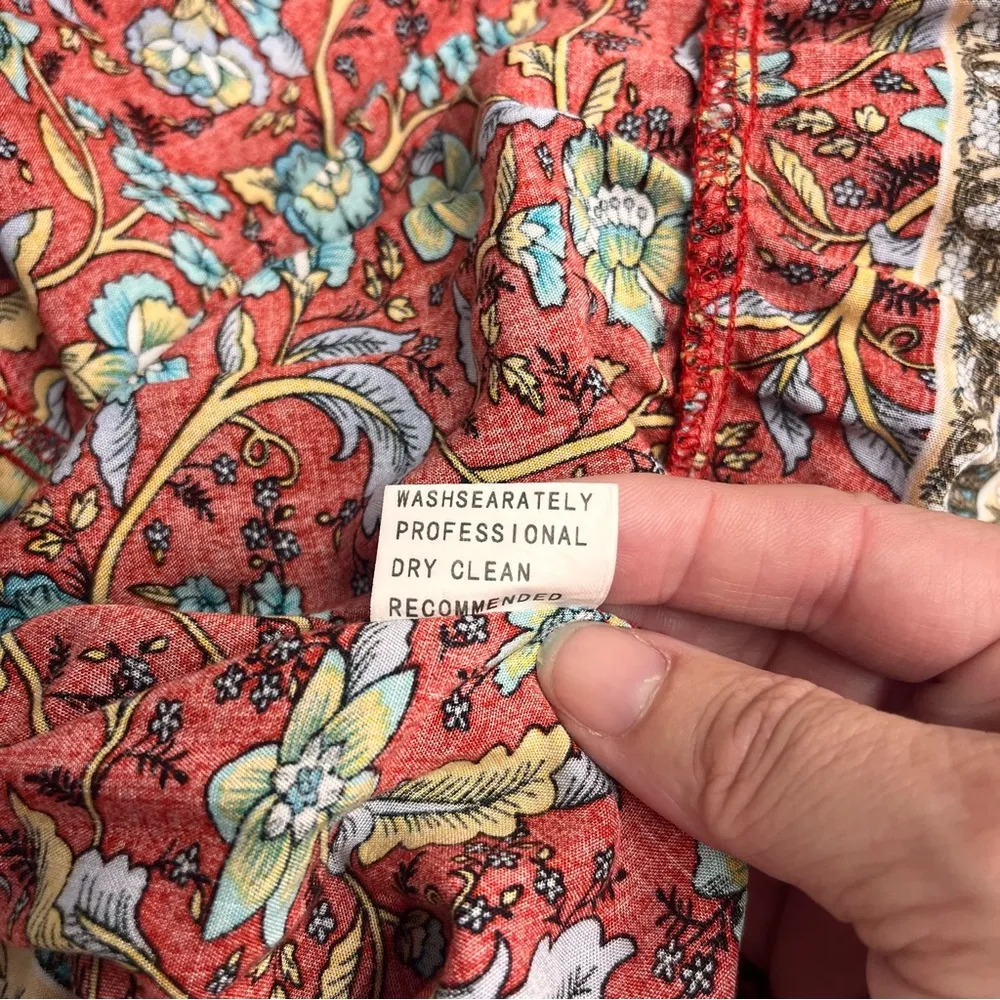 WASHSEARATELY
PROFESSIONAL
DRY CLEAN
RECOMMENDED